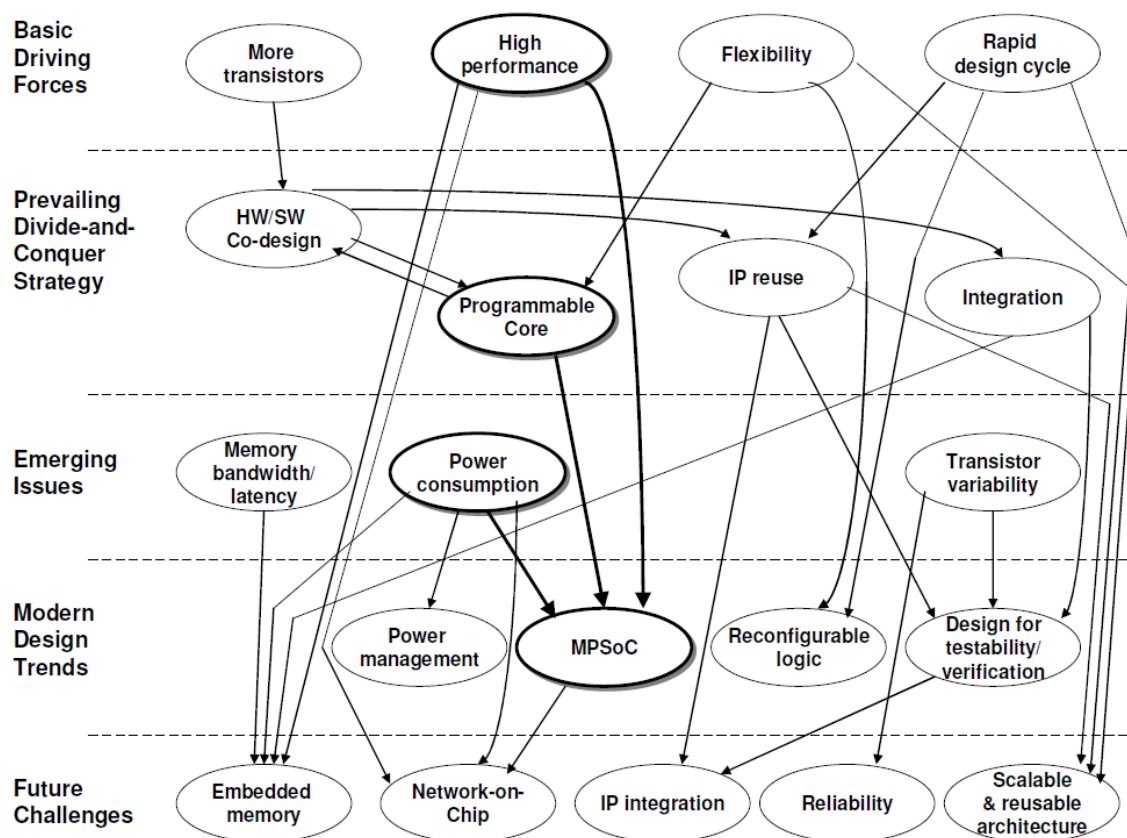 Basic
Driving
Forces
More
transistors
High
performance
Flexibility
Rapid
design cycle
Prevailing
Divide-and-
Conquer
Strategy
HW/SW
Co-design
Programmable
Core
IP reuse
Integration
Emerging
Issues
Memory
bandwidth/
latency
Power
consumption
Transistor
variability
Modern
Design
Trends
Power
management
MPSoC
Reconfigurable
logic
Design for
testability/
verification
Future
Challenges
Embedded
memory
Network-on-
Chip
IP integration
Reliability
Scalable
& reusable
architecture